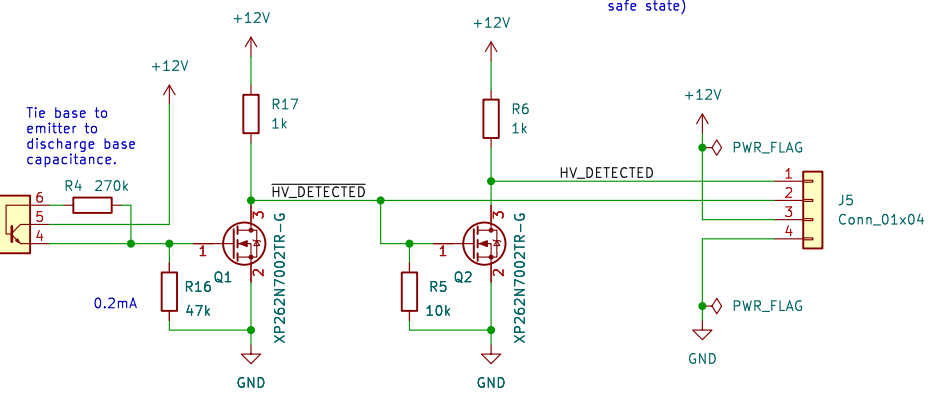 safe state)
+12V
+12V
+12V
+12V
Tie base to
emitter to
discharge base
capacitance.
R17
1k
R6
1k
PWR_FLAG
R4 270k
HV_DETECTED
HV_DETECTED
6
5
4
1
2
3
4
J5
Conn_01x04
3
1
2
Q1
XP262N7002TR-G
3
1
2
Q2
XP262N7002TR-G
R16
47k
0.2mA
R5
10k
PWR_FLAG
GND
GND
GND